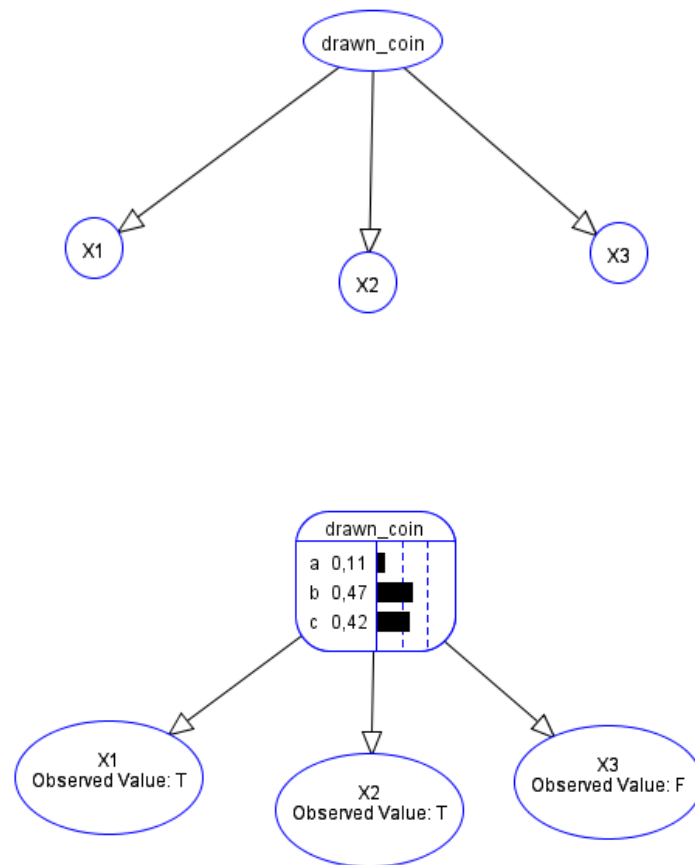 drawn_coin
X1
X2
X3
drawn_coin
a 0,11
b 0,47
c 0,42
X1
Observed Value: T
X2
Observed Value: T
X3
Observed Value: F